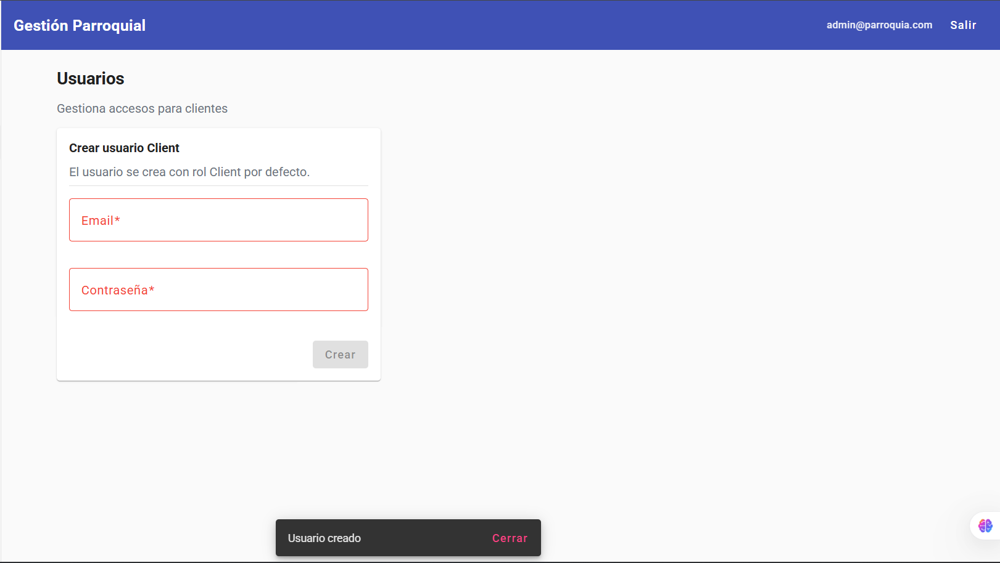 Gestión Parroquial
admin@parroquia.com Salir
Usuarios
Gestiona accesos para clientes
Crear usuario Client
El usuario se crea con rol Client por defecto.
Email*
Contraseña*
Crear
Usuario creado Cerrar